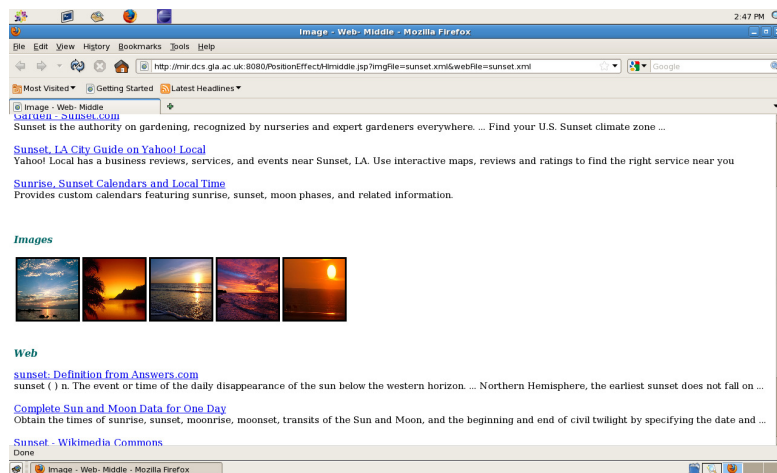 2:47 PM
Image - Web- Middle - Mozilla Firefox
File Edit View History Bookmarks Tools Help
http://mir.dcs.gla.ac.uk:8080/PositionEffect/HImiddle.jsp?imgFile=sunset.xml&webFile=sunset.xml
Google
Most Visited Getting Started Latest Headlines
Image - Web- Middle
Garden - Sunset.com
Sunset is the authority on gardening, recognized by nurseries and expert gardeners everywhere. ... Find your U.S. Sunset climate zone ...
Sunset, LA City Guide on Yahoo! Local
Yahoo! Local has a business reviews, services, and events near Sunset, LA. Use interactive maps, reviews and ratings to find the right service near you
Sunrise, Sunset Calendars and Local Time
Provides custom calendars featuring sunrise, sunset, moon phases, and related information.
Images
Web
sunset: Definition from Answers.com
sunset ( ) n. The event or time of the daily disappearance of the sun below the western horizon. ... Northern Hemisphere, the earliest sunset does not fall on ...
Complete Sun and Moon Data for One Day
Obtain the times of sunrise, sunset, moonrise, moonset, transits of the Sun and Moon, and the beginning and end of civil twilight by specifying the date and ...
Sunset - Wikimedia Commons
Done
Image - Web- Middle - Mozilla Firefox